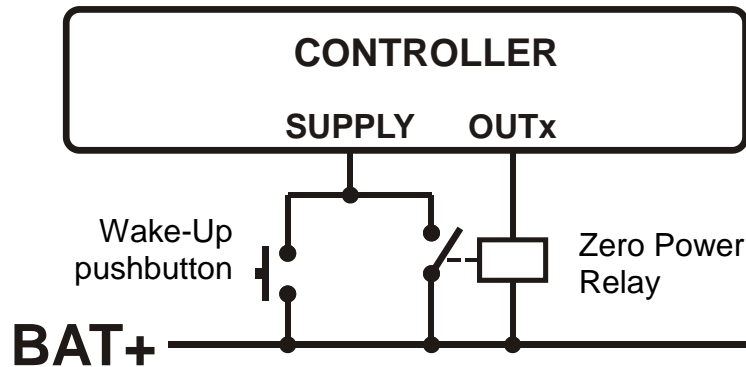 CONTROLLER
SUPPLY OUTx
Wake-Up
pushbutton
Zero Power
Relay
BAT+